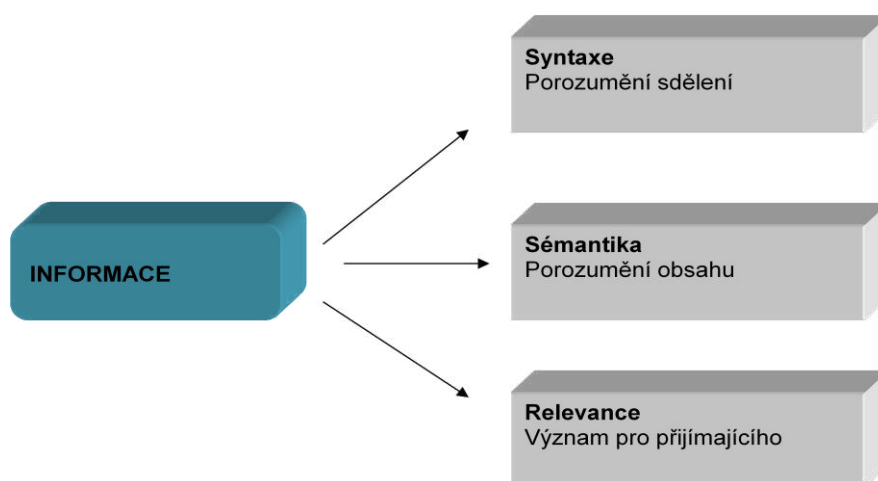 Syntaxe
Porozumění sdělení
INFORMACE
Sémantika
Porozumění obsahu
Relevance
Význam pro přijímajícího